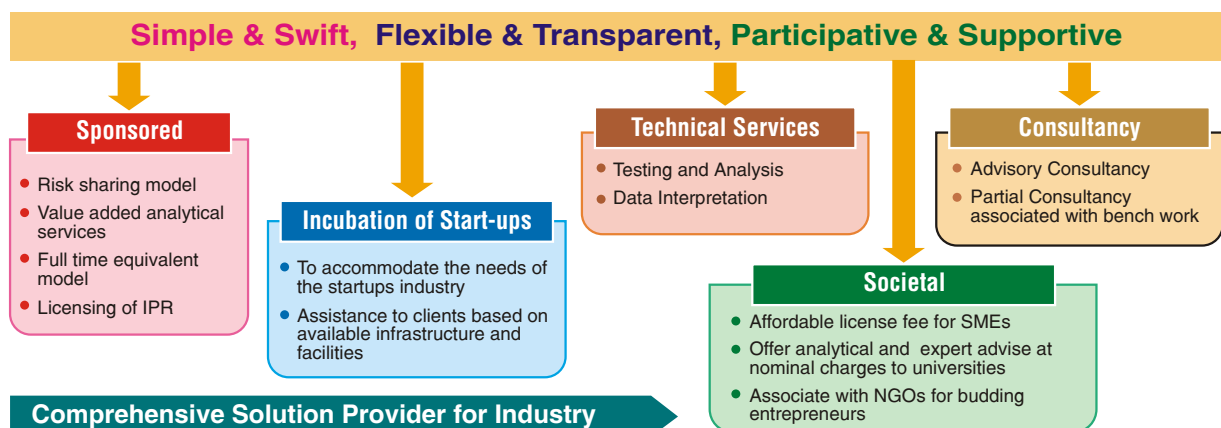 Simple & Swift, Flexible & Transparent, Participative & Supportive
Sponsored
Risk sharing model
Value added analytical
services
Full time equivalent
model
Licensing of IPR
Incubation of Start-ups
To accommodate the needs of
the startups industry
Assistance to clients based on
available infrastructure and
facilities
Technical Services
Testing and Analysis
Data Interpretation
Societal
Affordable license fee for SMEs
Offer analytical and expert advise at
nominal charges to universities
Associate with NGOs for budding
entrepreneurs
Consultancy
Advisory Consultancy
Partial Consultancy
associated with bench work
Comprehensive Solution Provider for Industry